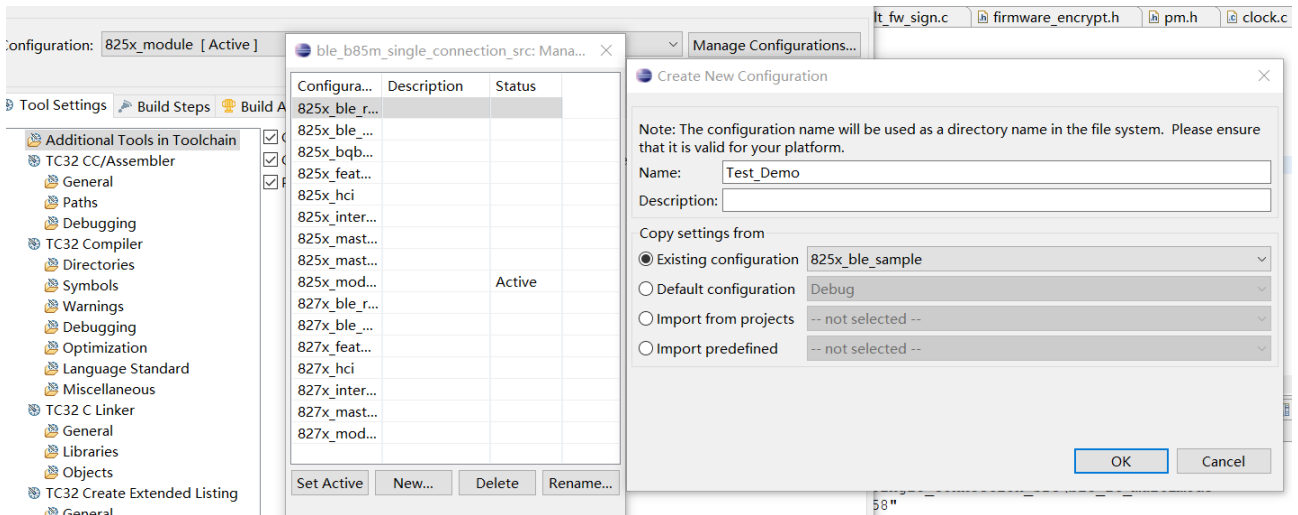 lt_fw_sign.c firmware_encrypt.h pm.h clock.c
Configuration: 825x_module [ Active ]
Manage Configurations...
Tool Settings Build Steps Build A
Additional Tools in Toolchain
TC32 CC/Assembler
General
Paths
Debugging
TC32 Compiler
Directories
Symbols
Warnings
Debugging
Optimization
Language Standard
Miscellaneous
TC32 C Linker
General
Libraries
Objects
TC32 Create Extended Listing
General
ble_b85m_single_connection_src: Mana...
Configura... Description Status
825x_ble_r...
825x_ble_...
825x_bqb...
825x_feat...
825x_hci
825x_inter...
825x_mast...
825x_mast...
825x_mod... Active
827x_ble_r...
827x_ble_...
827x_feat...
827x_hci
827x_inter...
827x_mast...
827x_mod...
Set Active New... Delete Rename...
Create New Configuration
Note: The configuration name will be used as a directory name in the file system. Please ensure
that it is valid for your platform.
Name: Test_Demo
Description:
Copy settings from
Existing configuration 825x_ble_sample
Default configuration Debug
Import from projects -- not selected --
Import predefined -- not selected --
OK Cancel
58"